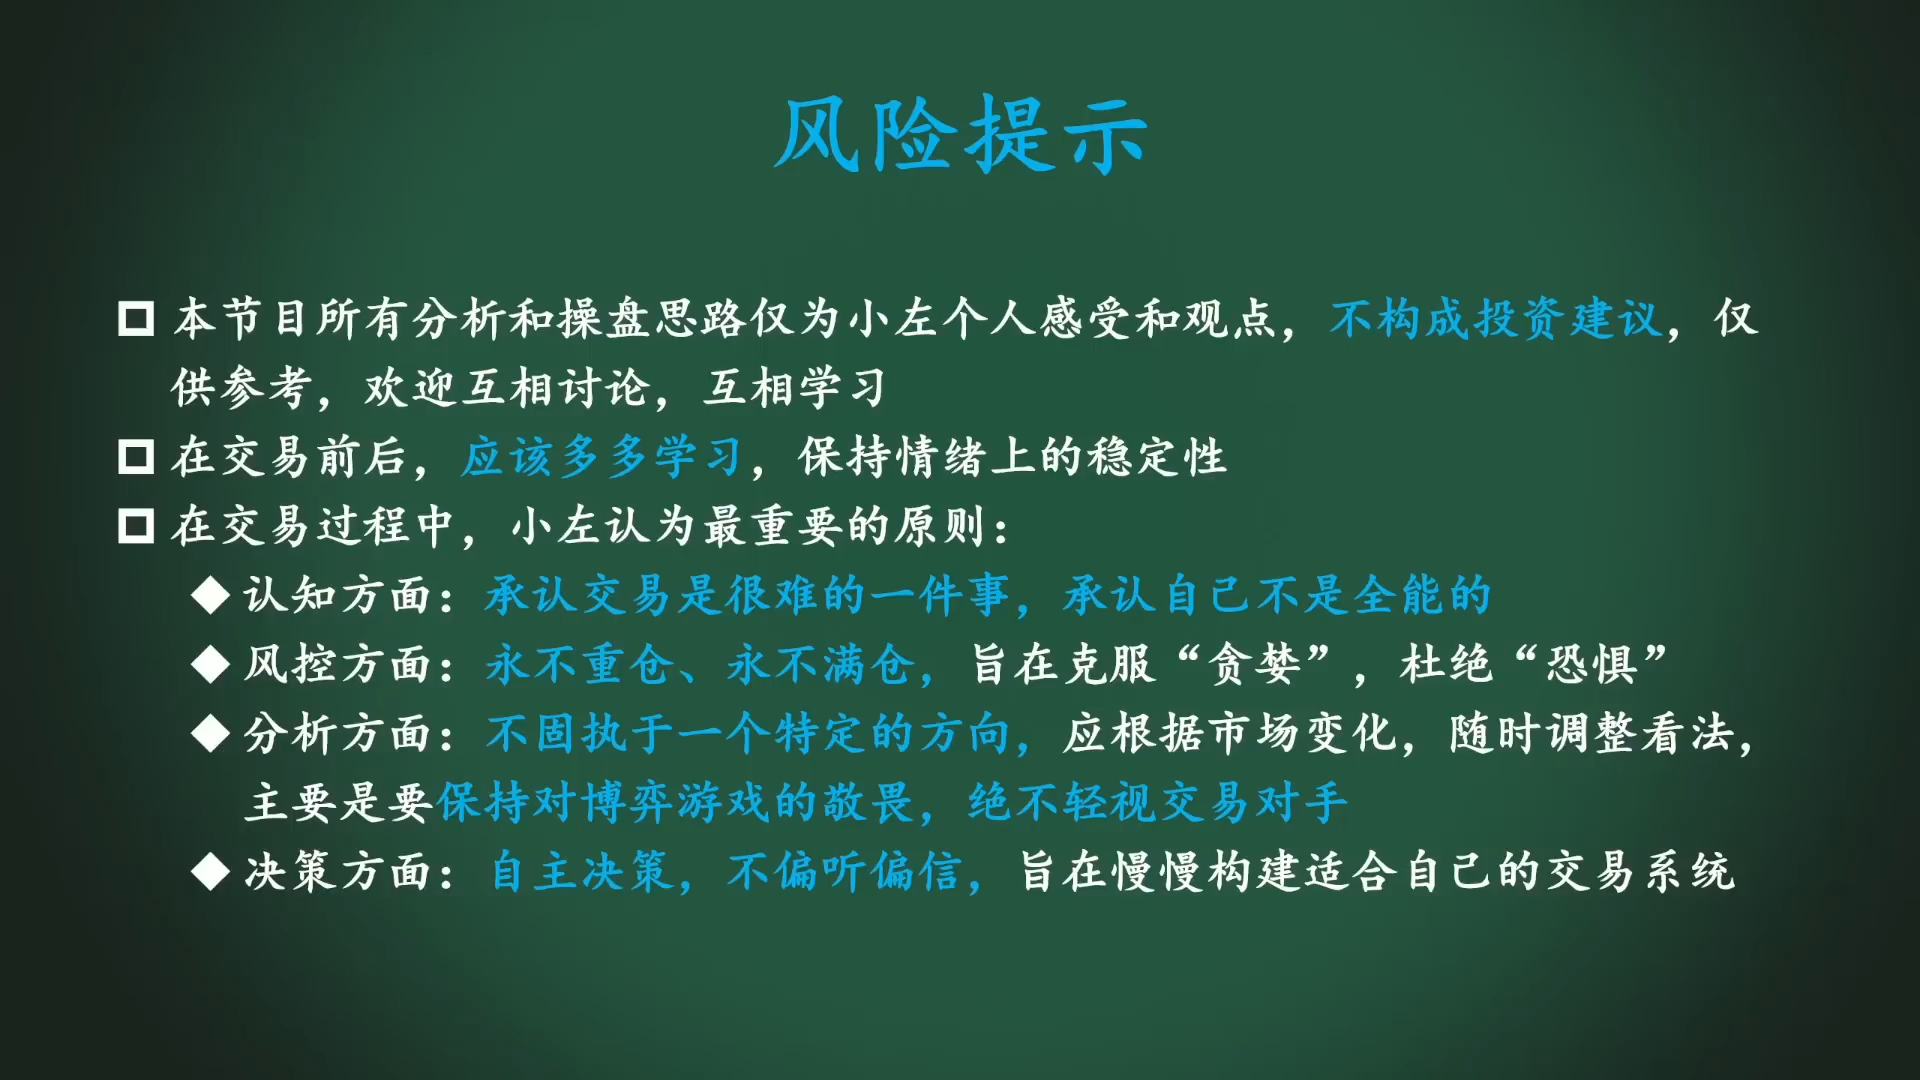 风险提示
本节目所有分析和操盘思路仅为小左个人感受和观点，不构成投资建议，仅
供参考，欢迎互相讨论，互相学习
在交易前后，应该多多学习，保持情绪上的稳定性
在交易过程中，小左认为最重要的原则：
认知方面：承认交易是很难的一件事，承认自己不是全能的
风控方面：永不重仓、永不满仓，旨在克服“贪婪”，杜绝“恐惧”
分析方面：不固执于一个特定的方向，应根据市场变化，随时调整看法，
主要是要保持对博弈游戏的敬畏，绝不轻视交易对手
决策方面：自主决策，不偏听偏信，旨在慢慢构建适合自己的交易系统